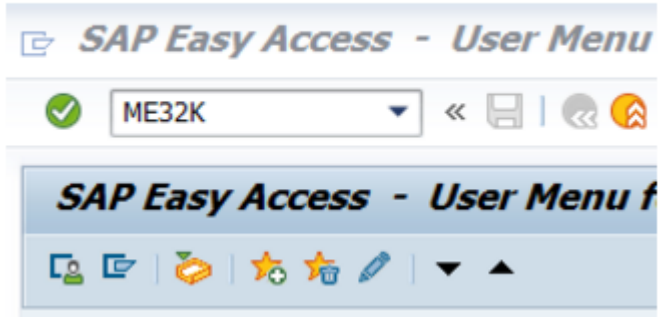 SAP Easy Access - User Menu
ME32K
SAP Easy Access - User Menu f